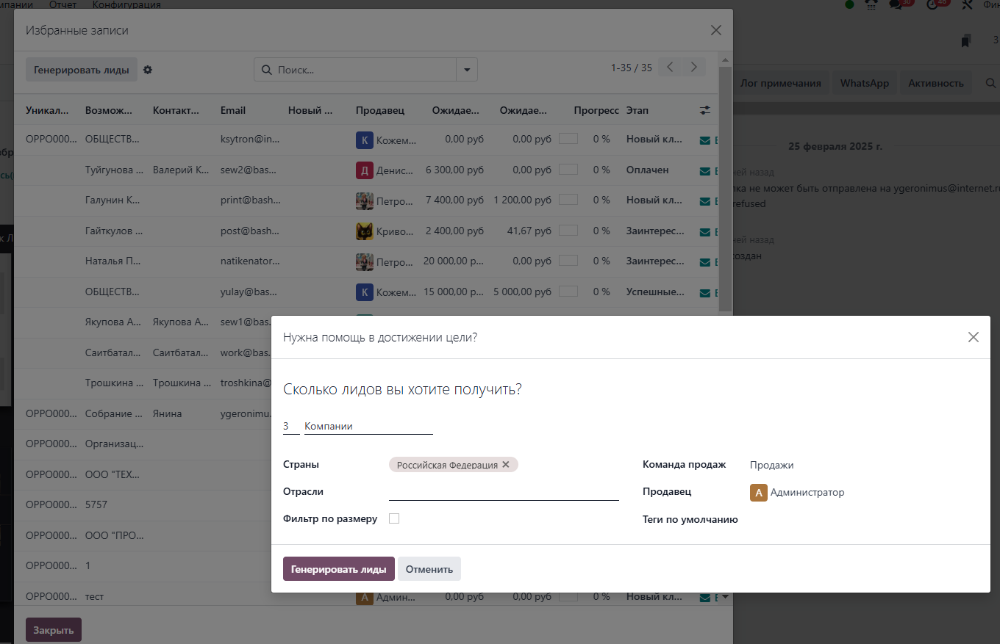 мпании Отчет Конфигурация
30 46 Фин
Избранные записи
Генерировать лиды Поиск... 1-35 / 35
Лог примечания WhatsApp Активность
Уникал... Возмож... Контакт... Email Новый ... Продавец Ожидае... Ожидае... Прогресс Этап
OPPO000... ОБЩЕСТВ... ksytron@in... К Кожем... 0,00 руб 0,00 руб 0 % Новый кл...
25 февраля 2025 г.
Туйгунова ... Валерий К... sew2@bas... Д Денис... 6 300,00 руб 0,00 руб 0 % Оплачен
ней назад
лка не может быть отправлена на ygeronimus@internet.ru
Галунин К... print@bash... Петро... 7 400,00 руб 1 200,00 руб 0 % Новый кл...
refused
Гайткулов ... post@bash... Криво... 2 400,00 руб 41,67 руб 0 % Заинтерес...
ней назад
оздан
Наталья П... natikenator... Петро... 20 000,00 р... 0,00 руб 0 % Заинтерес...
ОБЩЕСТВ... yulay@bas... К Кожем... 15 000,00 р... 5 000,00 руб 0 % Успешные...
Якупова А... Якупова А... sew1@bas.
Саитбатал... Саитбатал... work@bas.
Трошкина ... Трошкина ... troshkina@
OPPO000... Собрание ... Янина ygeronimu.
OPPO000... Организац...
OPPO000... ООО "ТЕХ...
OPPO000... 5757
OPPO000... ООО "ПРО...
OPPO000... 1
OPPO000... тест А Админ... 0,00 руб 0,00 руб 0 % Новый кл...
Закрыть
Нужна помощь в достижении цели?
Сколько лидов вы хотите получить?
3 Компании
Страны Российская Федерация Команда продаж Продажи
Отрасли Продавец А Администратор
Фильтр по размеру Теги по умолчанию
Генерировать лиды Отменить